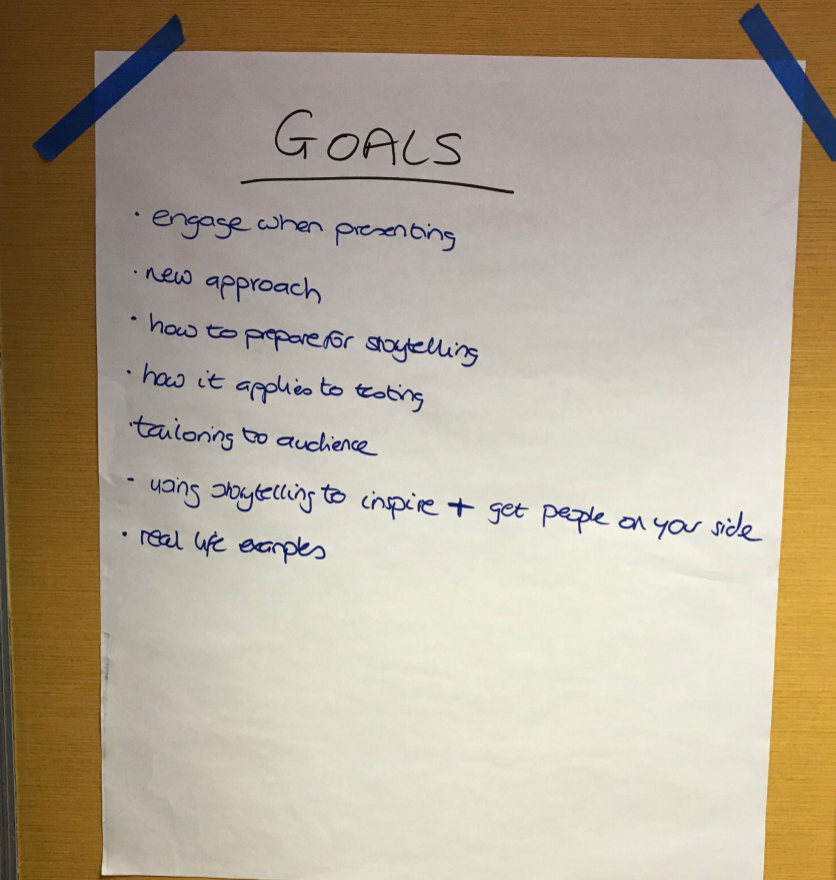 GOALS
· engage when presenting
· new approach
· how to prepare for storytelling
· how it applies to testing
· tailoring to audience
· using storytelling to inspire + get people on your side
· real life examples